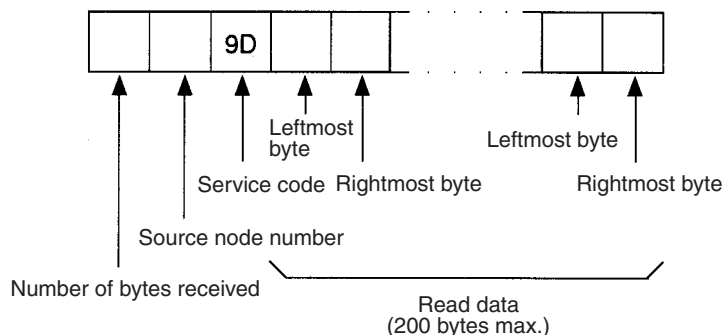 9D
Leftmost
byte
Leftmost byte
Service code
Rightmost byte
Rightmost byte
Source node number
Number of bytes received
Read data
(200 bytes max.)